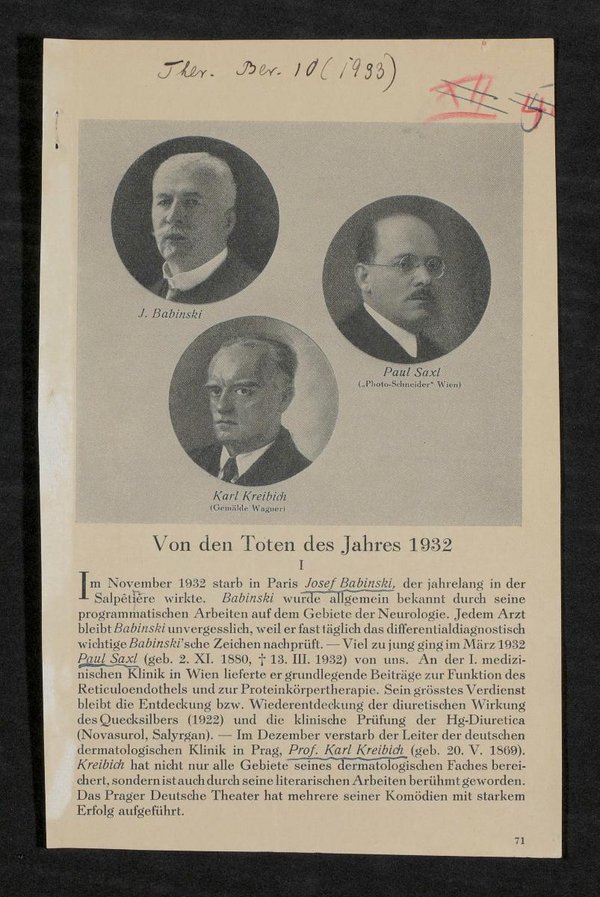 Ther. Ber. 10 (1933)
XII
J. Babinski
Paul Saxl
(„Photo-Schneider“ Wien)
Karl Kreibich
(Gemälde Wagner)
Von den Toten des Jahres 1932
I
Im November 1932 starb in Paris Josef Babinski, der jahrelang in der
Salpêtière wirkte. Babinski wurde allgemein bekannt durch seine
programmatischen Arbeiten auf dem Gebiete der Neurologie. Jedem Arzt
bleibt Babinski unvergesslich, weil er fast täglich das differentialdiagnostisch
wichtige Babinski'sche Zeichen nachprüft. — Viel zu jung ging im März 1932
Paul Saxl (geb. 2. XI. 1880, † 13. III. 1932) von uns. An der I. medizi-
nischen Klinik in Wien lieferte er grundlegende Beiträge zur Funktion des
Reticuloendothels und zur Proteinkörpertherapie. Sein grösstes Verdienst
bleibt die Entdeckung bzw. Wiederentdeckung der diuretischen Wirkung
des Quecksilbers (1922) und die klinische Prüfung der Hg-Diuretica
(Novasurol, Salyrgan). — Im Dezember verstarb der Leiter der deutschen
dermatologischen Klinik in Prag, Prof. Karl Kreibich (geb. 20. V. 1869).
Kreibich hat nicht nur alle Gebiete seines dermatologischen Faches berei-
chert, sondern ist auch durch seine literarischen Arbeiten berühmt geworden.
Das Prager Deutsche Theater hat mehrere seiner Komödien mit starkem
Erfolg aufgeführt.
71